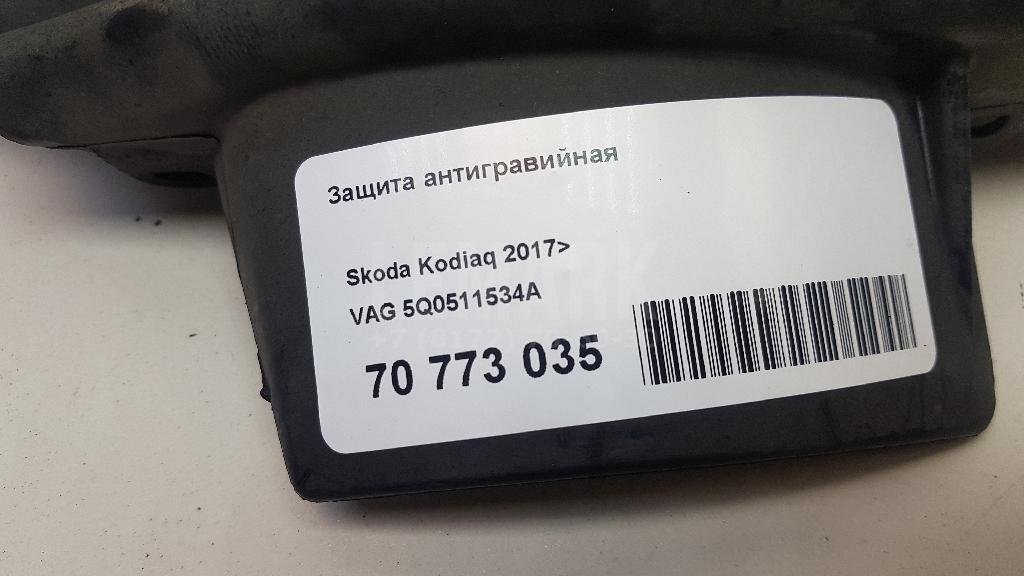 Защита антигравийная
Skoda Kodiaq 2017>
VAG 5Q0511534A
70 773 035